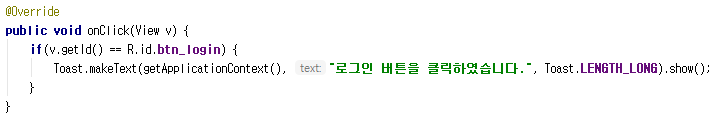 @Override
public void onClick(View v) {
    if(v.getId() == R.id.btn_login) {
        Toast.makeText(getApplicationContext(), text: "로그인 버튼을 클릭하였습니다.", Toast.LENGTH_LONG).show();
    }
}